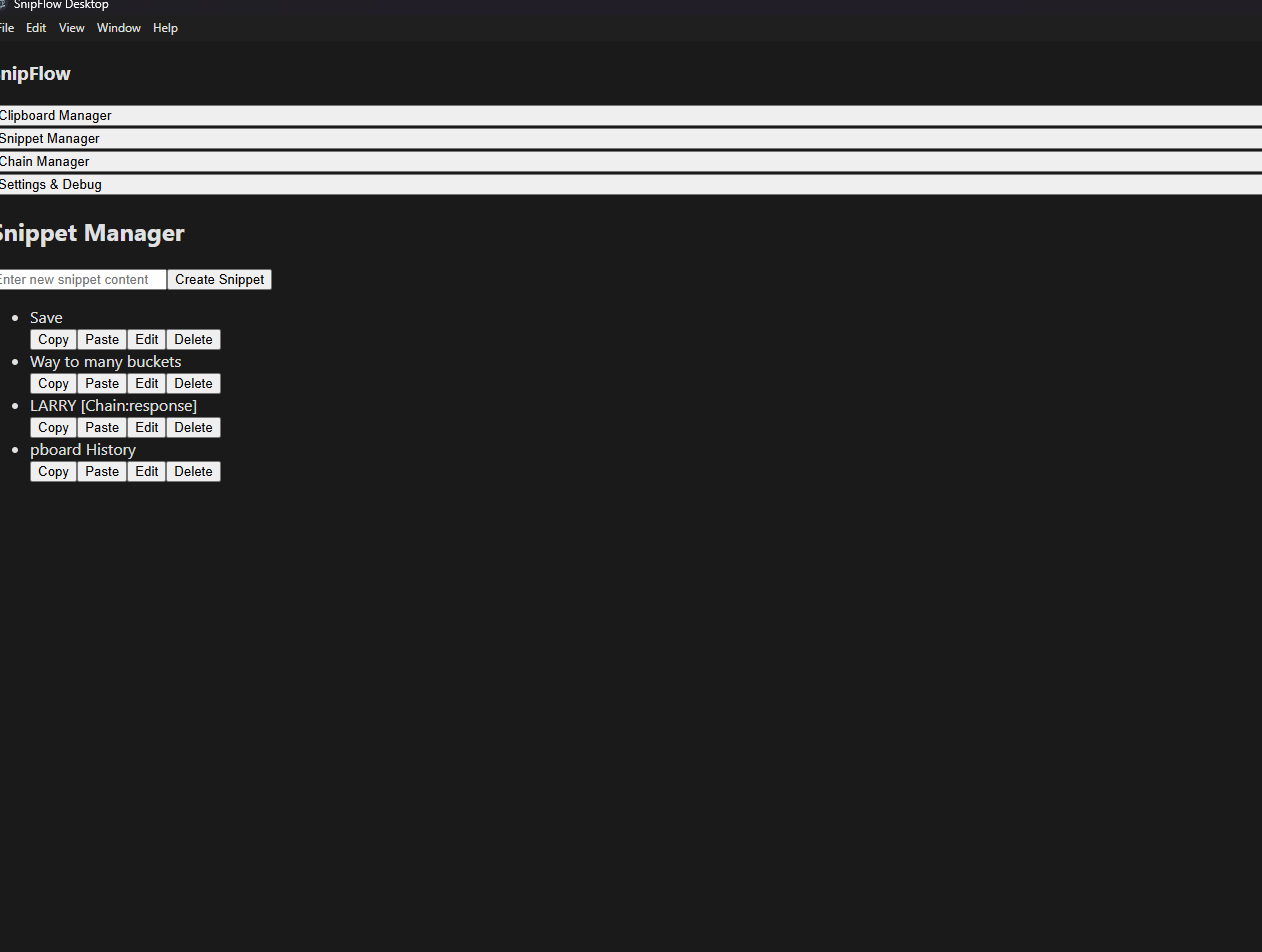 SnipFlow Desktop
File Edit View Window Help
nipFlow
Clipboard Manager
Snippet Manager
Chain Manager
Settings & Debug
Snippet Manager
Enter new snippet content Create Snippet
Save
Copy Paste Edit Delete
Way to many buckets
Copy Paste Edit Delete
LARRY [Chain:response]
Copy Paste Edit Delete
pboard History
Copy Paste Edit Delete